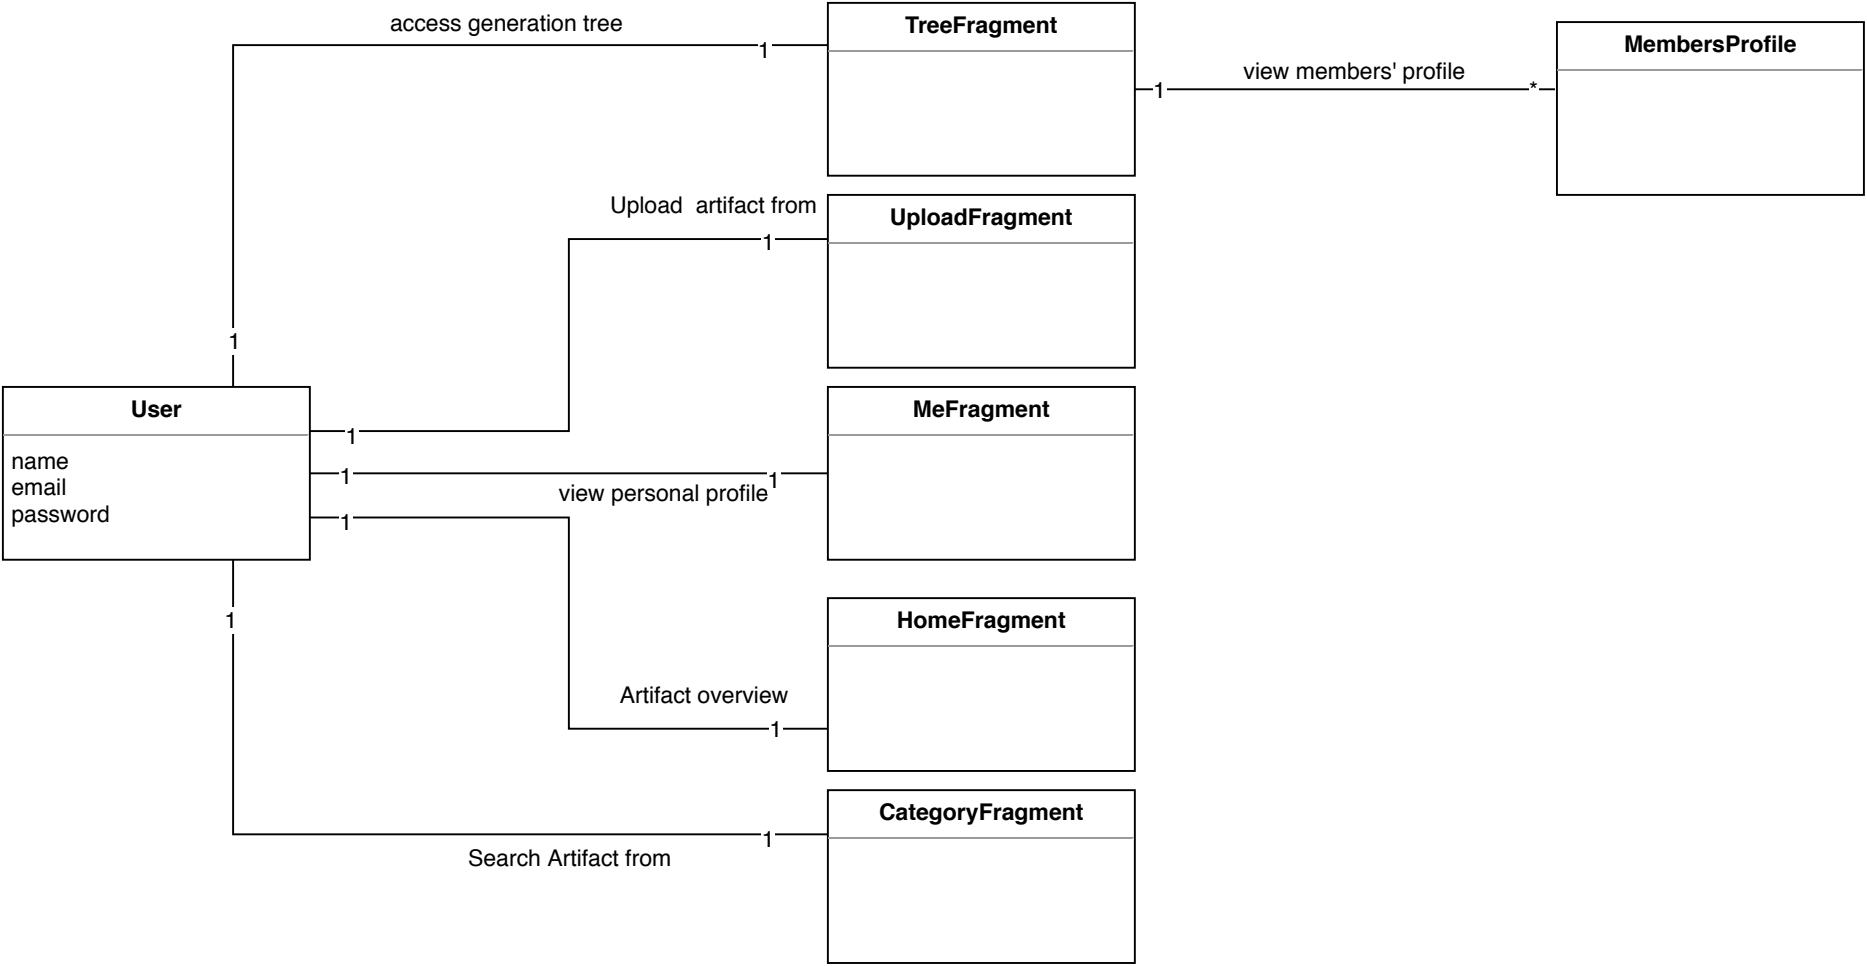 access generation tree
1
TreeFragment
MembersProfile
view members' profile
1
*
Upload  artifact from
UploadFragment
1
1
User
MeFragment
1
name
email
password
1
1
view personal profile
1
HomeFragment
1
Artifact overview
1
CategoryFragment
1
Search Artifact from